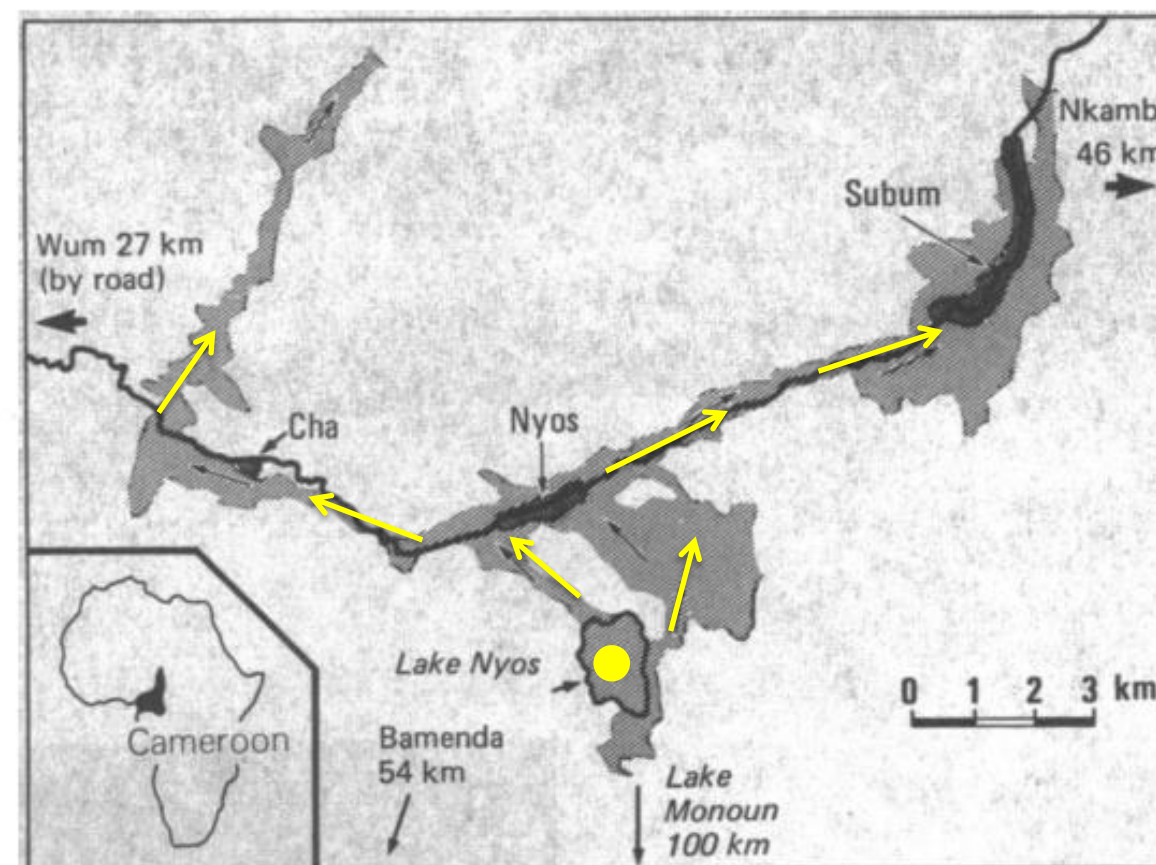 Nkamb
46 km
Subum
Wum 27 km
(by road)
Cha
Nyos
Lake Nyos
0 1 2 3 km
Cameroon
Bamenda
54 km
Lake
Monoun
100 km